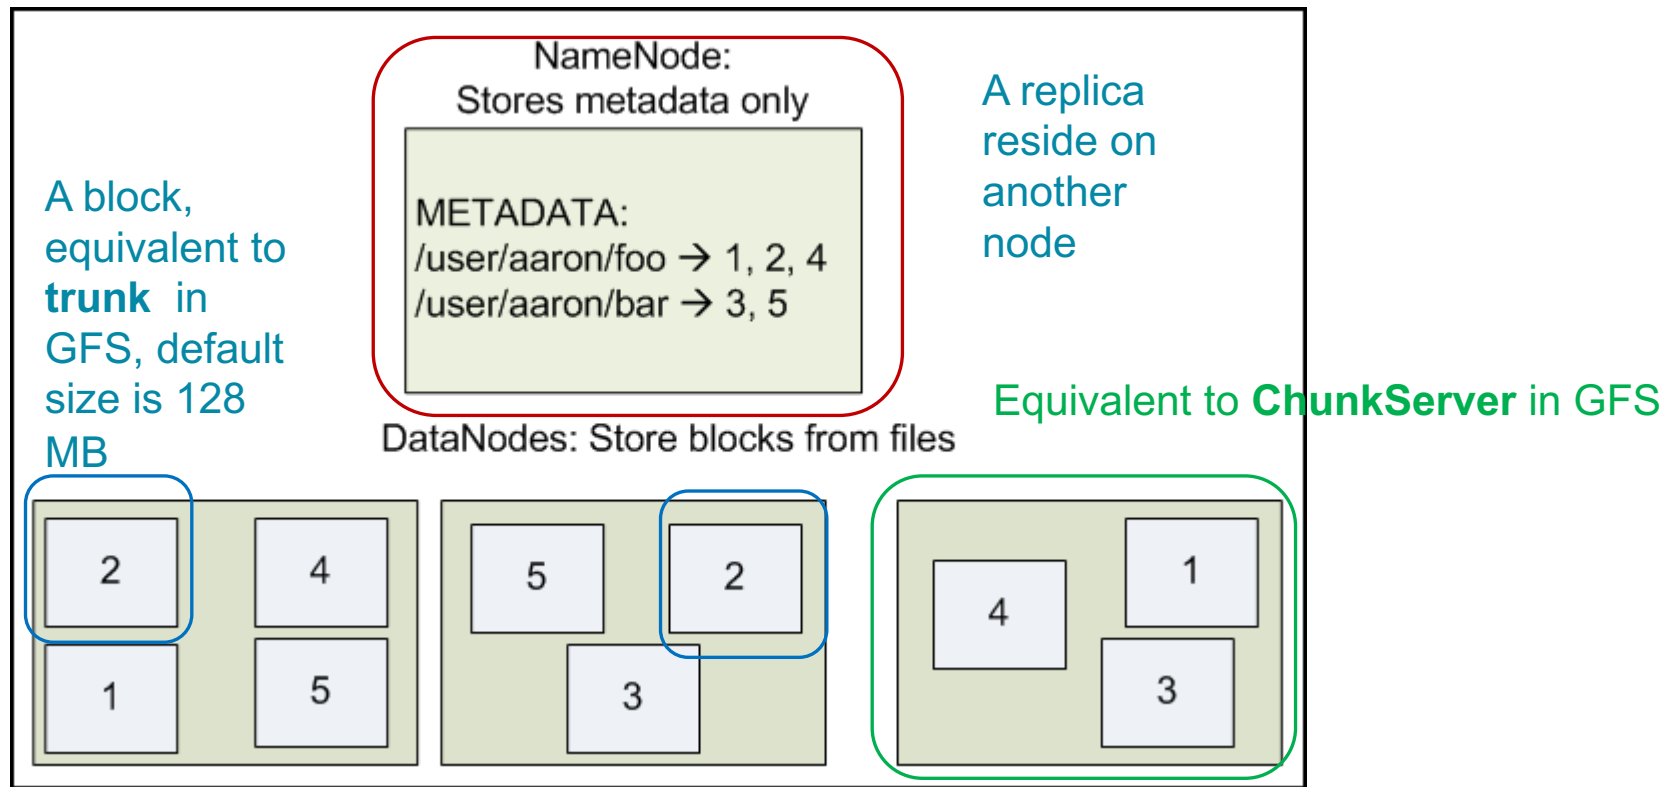 NameNode:
Stores metadata only
METADATA:
/user/aaron/foo → 1, 2, 4
/user/aaron/bar → 3, 5
A block,
equivalent to
trunk in
GFS, default
size is 128
MB
A replica
reside on
another
node
Equivalent to ChunkServer in GFS
DataNodes: Store blocks from files
2
4
1
5
5
2
3
4
1
3